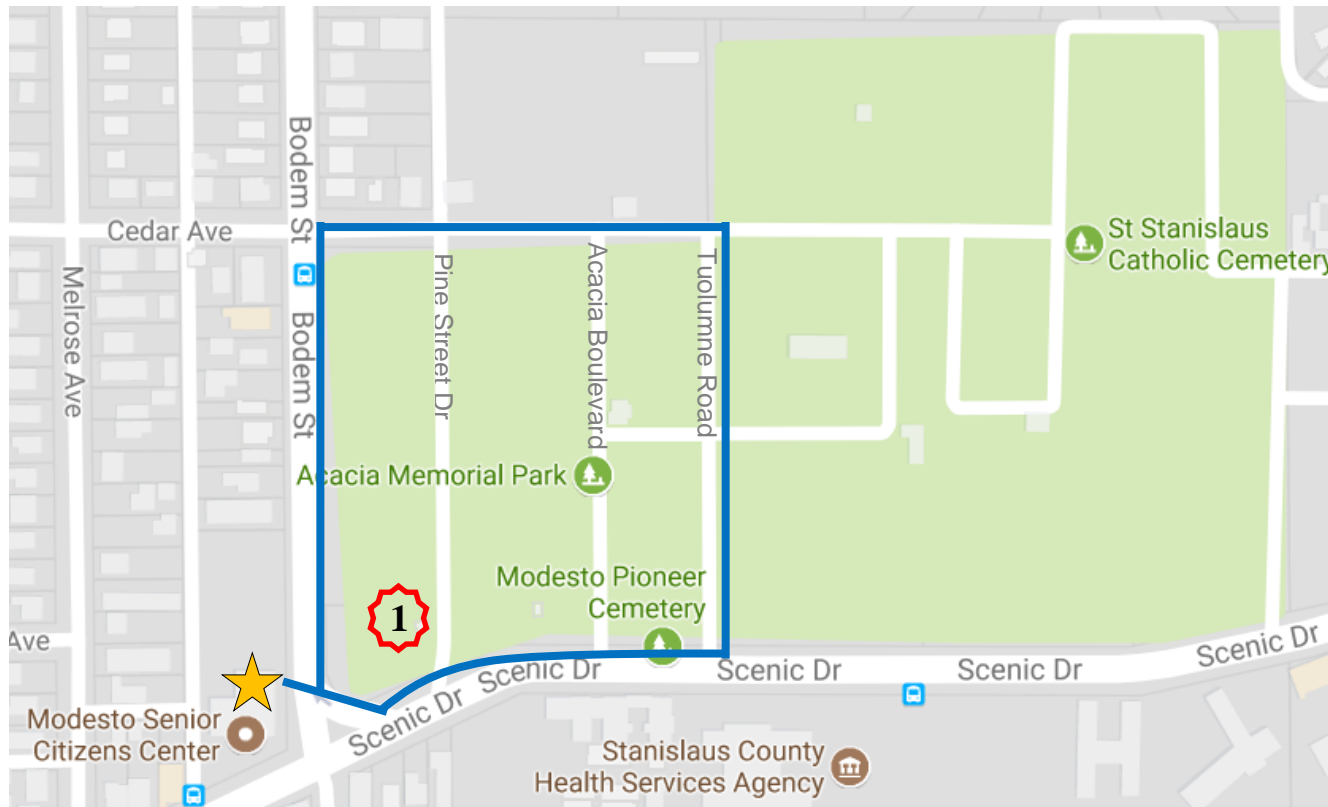 Bodem St
Cedar Ave
St Stanislaus
Catholic Cemetery
Melrose Ave
Bodem St
Pine Street Dr
Acacia Boulevard
Tuolumne Road
Acacia Memorial Park
Modesto Pioneer
Cemetery
1
Ave
Scenic Dr
Scenic Dr
Scenic Dr
Scenic Dr
Scenic Dr
Modesto Senior
Citizens Center
Stanislaus County
Health Services Agency